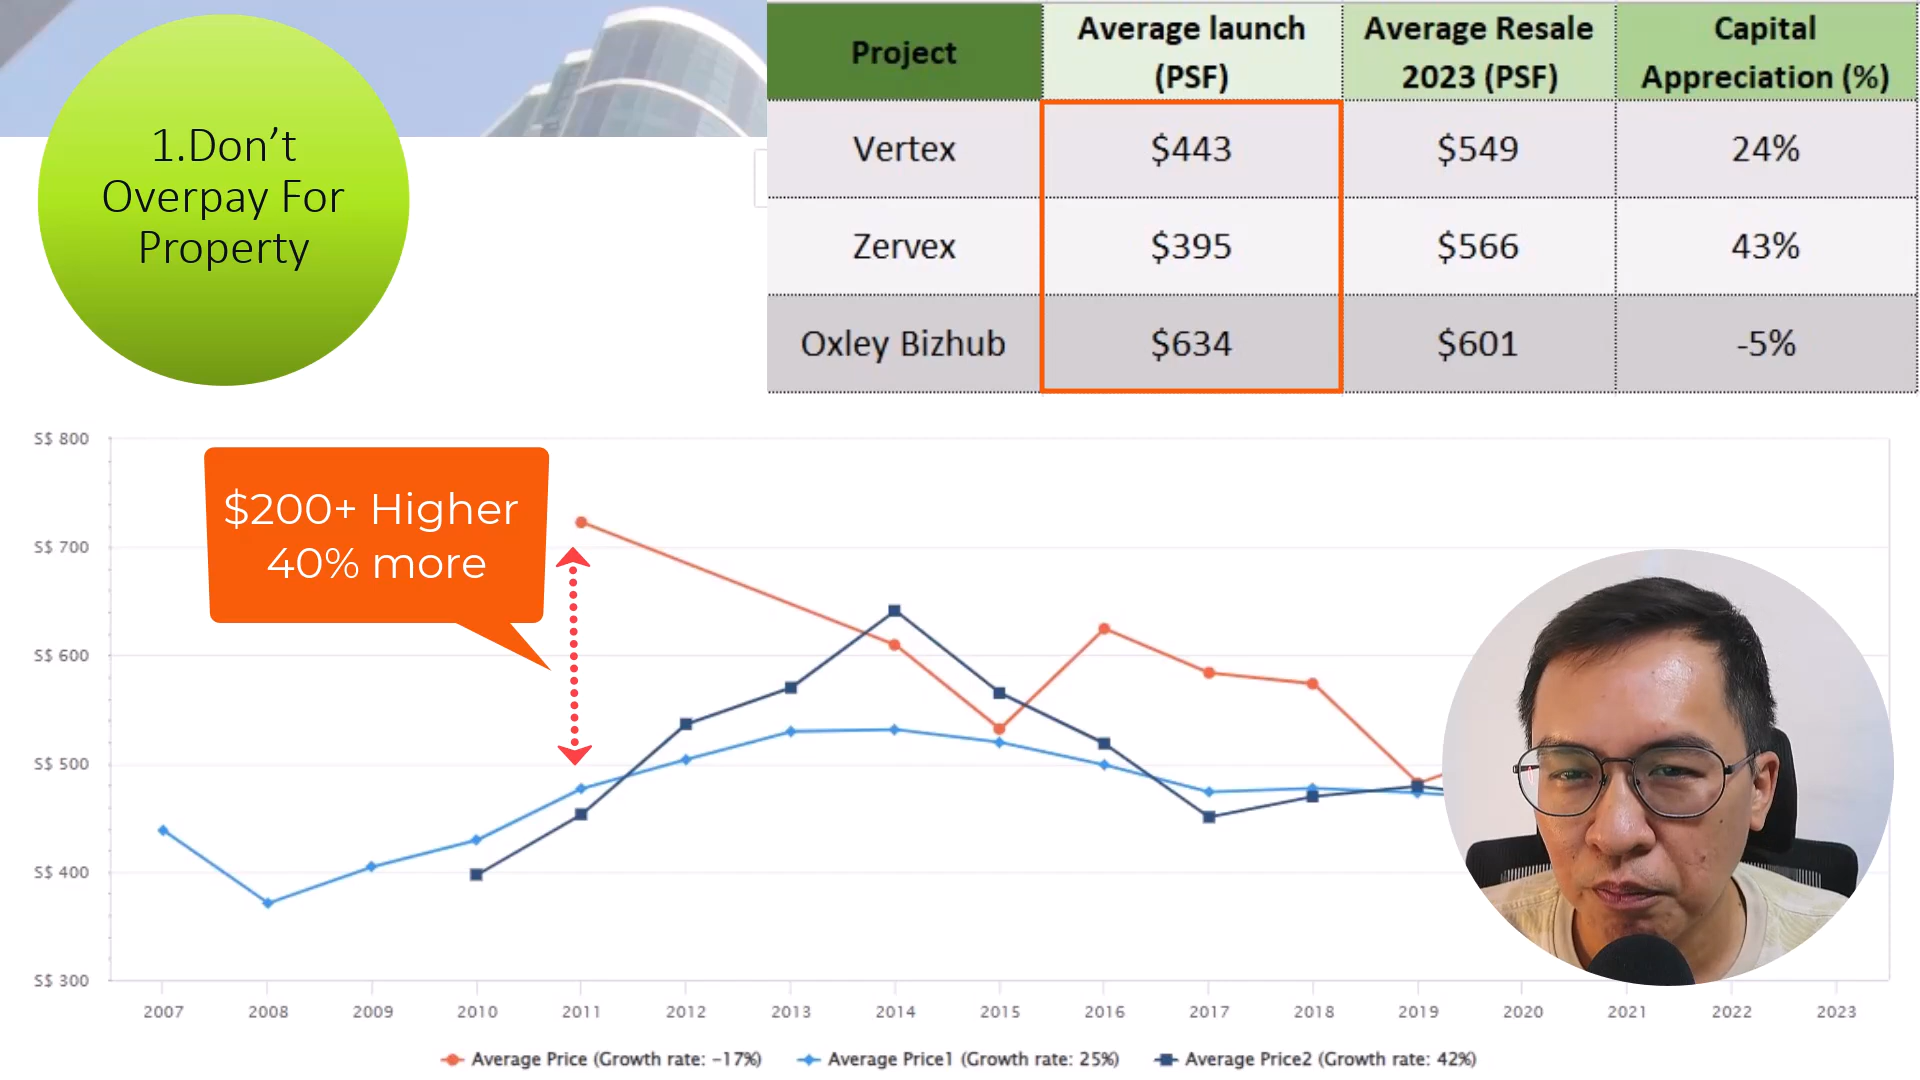 1.Don’t
Overpay For
Property
Project
Average launch
(PSF)
Average Resale
2023 (PSF)
Capital
Appreciation (%)
Vertex
$443
$549
24%
Zervex
$395
$566
43%
Oxley Bizhub
$634
$601
-5%
$200+ Higher
40% more
S$ 800
S$ 700
S$ 600
S$ 500
S$ 400
S$ 300
2007
2008
2009
2010
2011
2012
2013
2014
2015
2016
2017
2018
2019
2020
2021
2022
2023
Average Price (Growth rate: -17%)
Average Price1 (Growth rate: 25%)
Average Price2 (Growth rate: 42%)